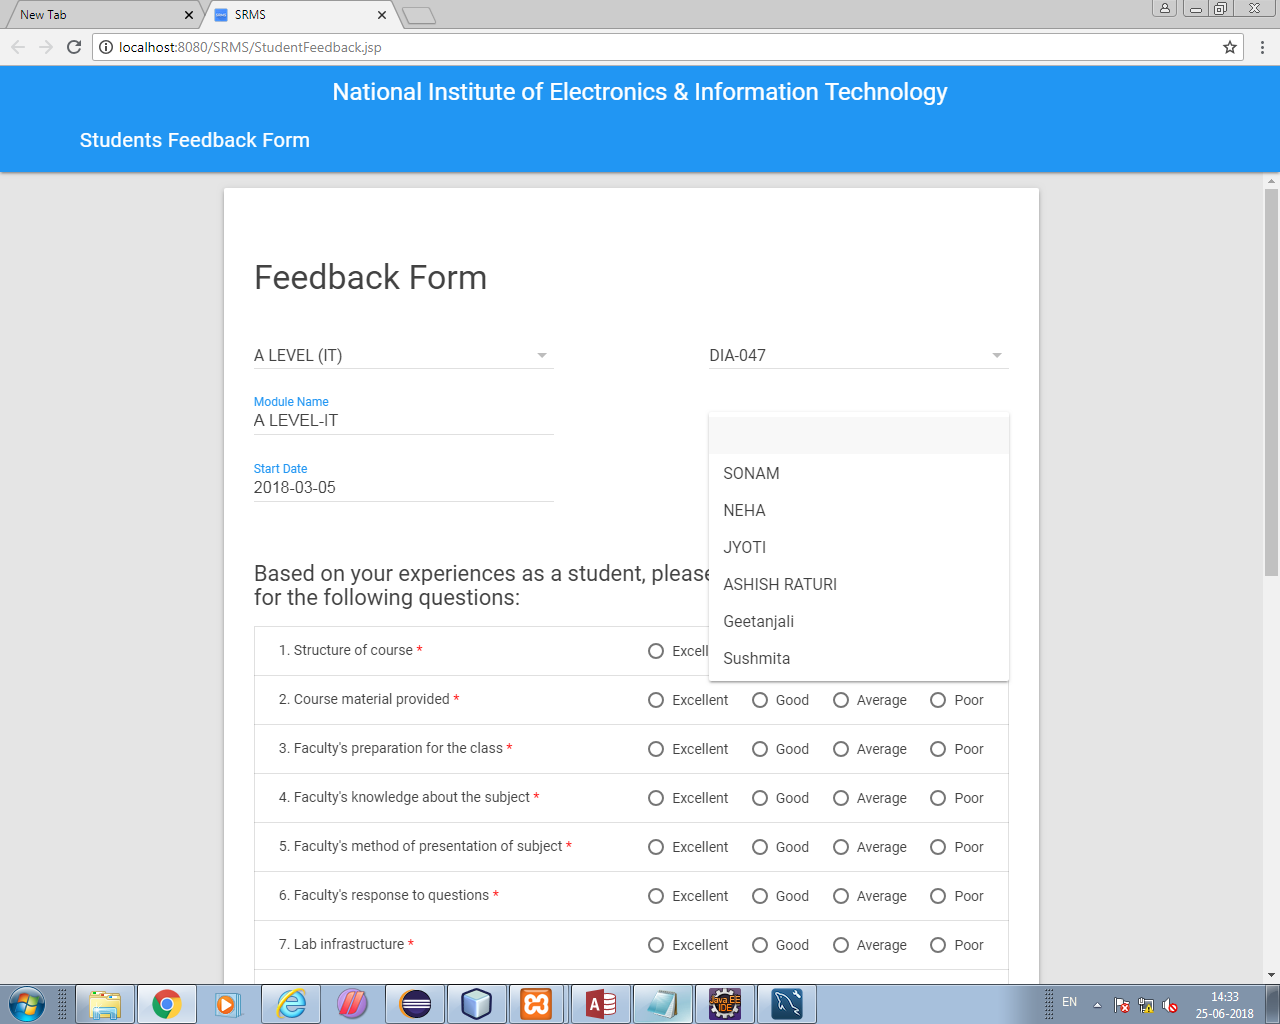 New Tab
SRMS
localhost:8080/SRMS/StudentFeedback.jsp
National Institute of Electronics & Information Technology
Students Feedback Form
Feedback Form
A LEVEL (IT)
DIA-047
Module Name
A LEVEL-IT
Start Date
2018-03-05
SONAM
NEHA
JYOTI
ASHISH RATURI
Geetanjali
Sushmita
Based on your experiences as a student, please
for the following questions:
1. Structure of course * Excell
2. Course material provided * Excellent Good Average Poor
3. Faculty's preparation for the class * Excellent Good Average Poor
4. Faculty's knowledge about the subject * Excellent Good Average Poor
5. Faculty's method of presentation of subject * Excellent Good Average Poor
6. Faculty's response to questions * Excellent Good Average Poor
7. Lab infrastructure * Excellent Good Average Poor
Java EE
IDE
EN
14:33
25-06-2018